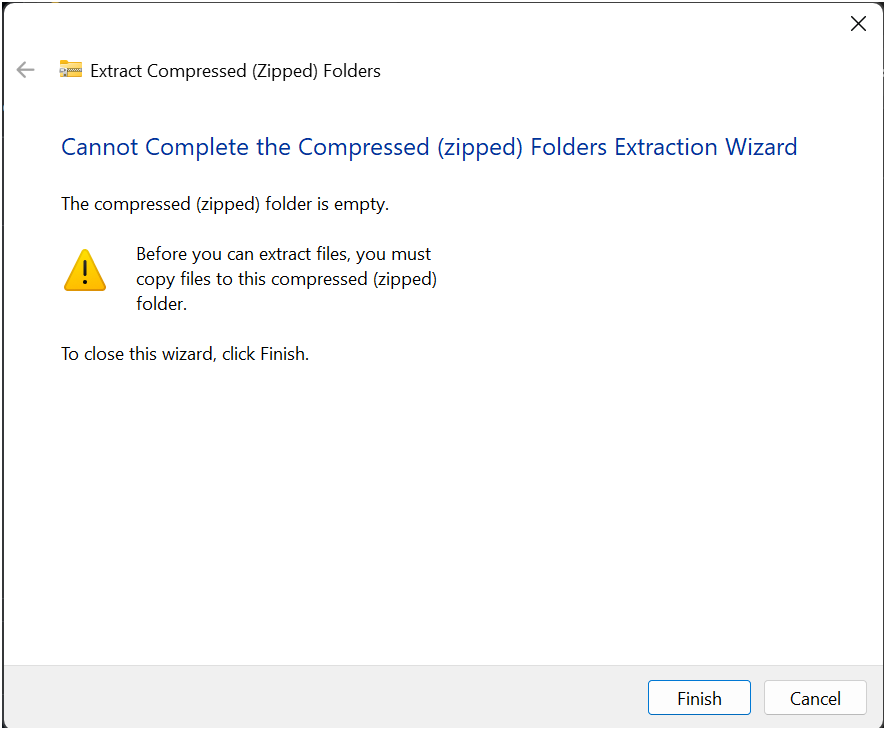 Extract Compressed (Zipped) Folders
Cannot Complete the Compressed (zipped) Folders Extraction Wizard
The compressed (zipped) folder is empty.
Before you can extract files, you must
copy files to this compressed (zipped)
folder.
To close this wizard, click Finish.
Finish
Cancel